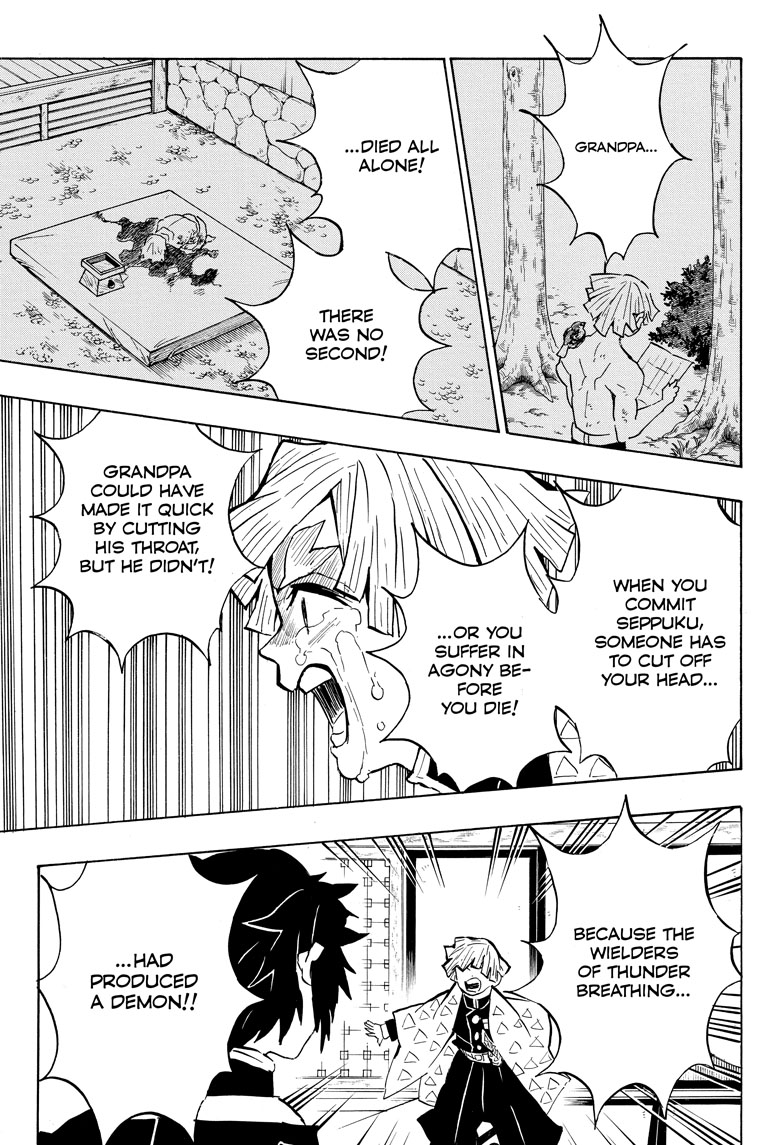 GRANDPA...
...DIED ALL
ALONE!
THERE
WAS NO
SECOND!
WHEN YOU
COMMIT
SEPPUKU,
SOMEONE HAS
TO CUT OFF
YOUR HEAD...
...OR YOU
SUFFER IN
AGONY BE-
FORE
YOU DIE!
GRANDPA
COULD HAVE
MADE IT QUICK
BY CUTTING
HIS THROAT,
BUT HE DIDN'T!
BECAUSE THE
WIELDERS
OF THUNDER
BREATHING...
...HAD
PRODUCED
A DEMON!!